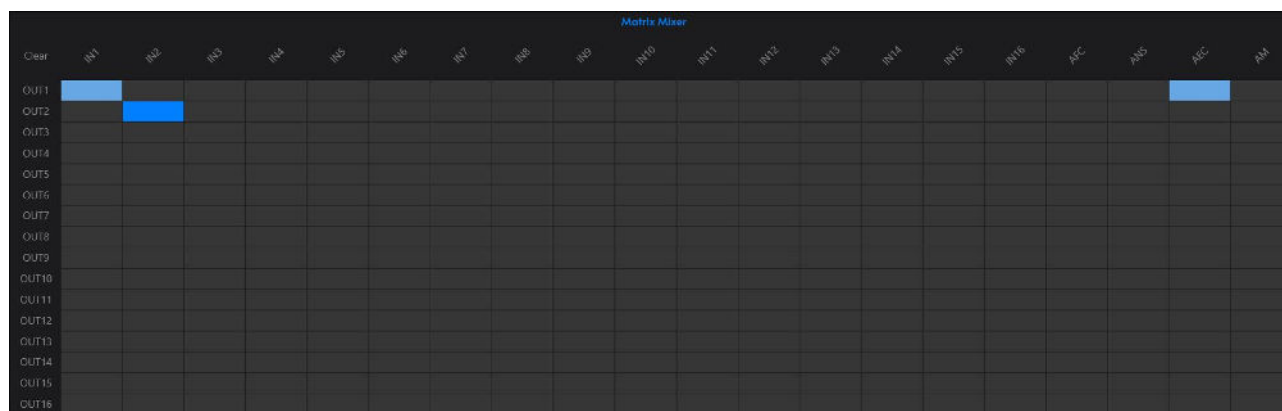 Matrix Mixer
Clear IN1 IN2 IN3 IN4 IN5 IN6 IN7 IN8 IN9 IN10 IN11 IN12 IN13 IN14 IN15 IN16 AFC ANS AEC AM
OUT1
OUT2
OUT3
OUT4
OUT5
OUT6
OUT7
OUT8
OUT9
OUT10
OUT11
OUT12
OUT13
OUT14
OUT15
OUT16